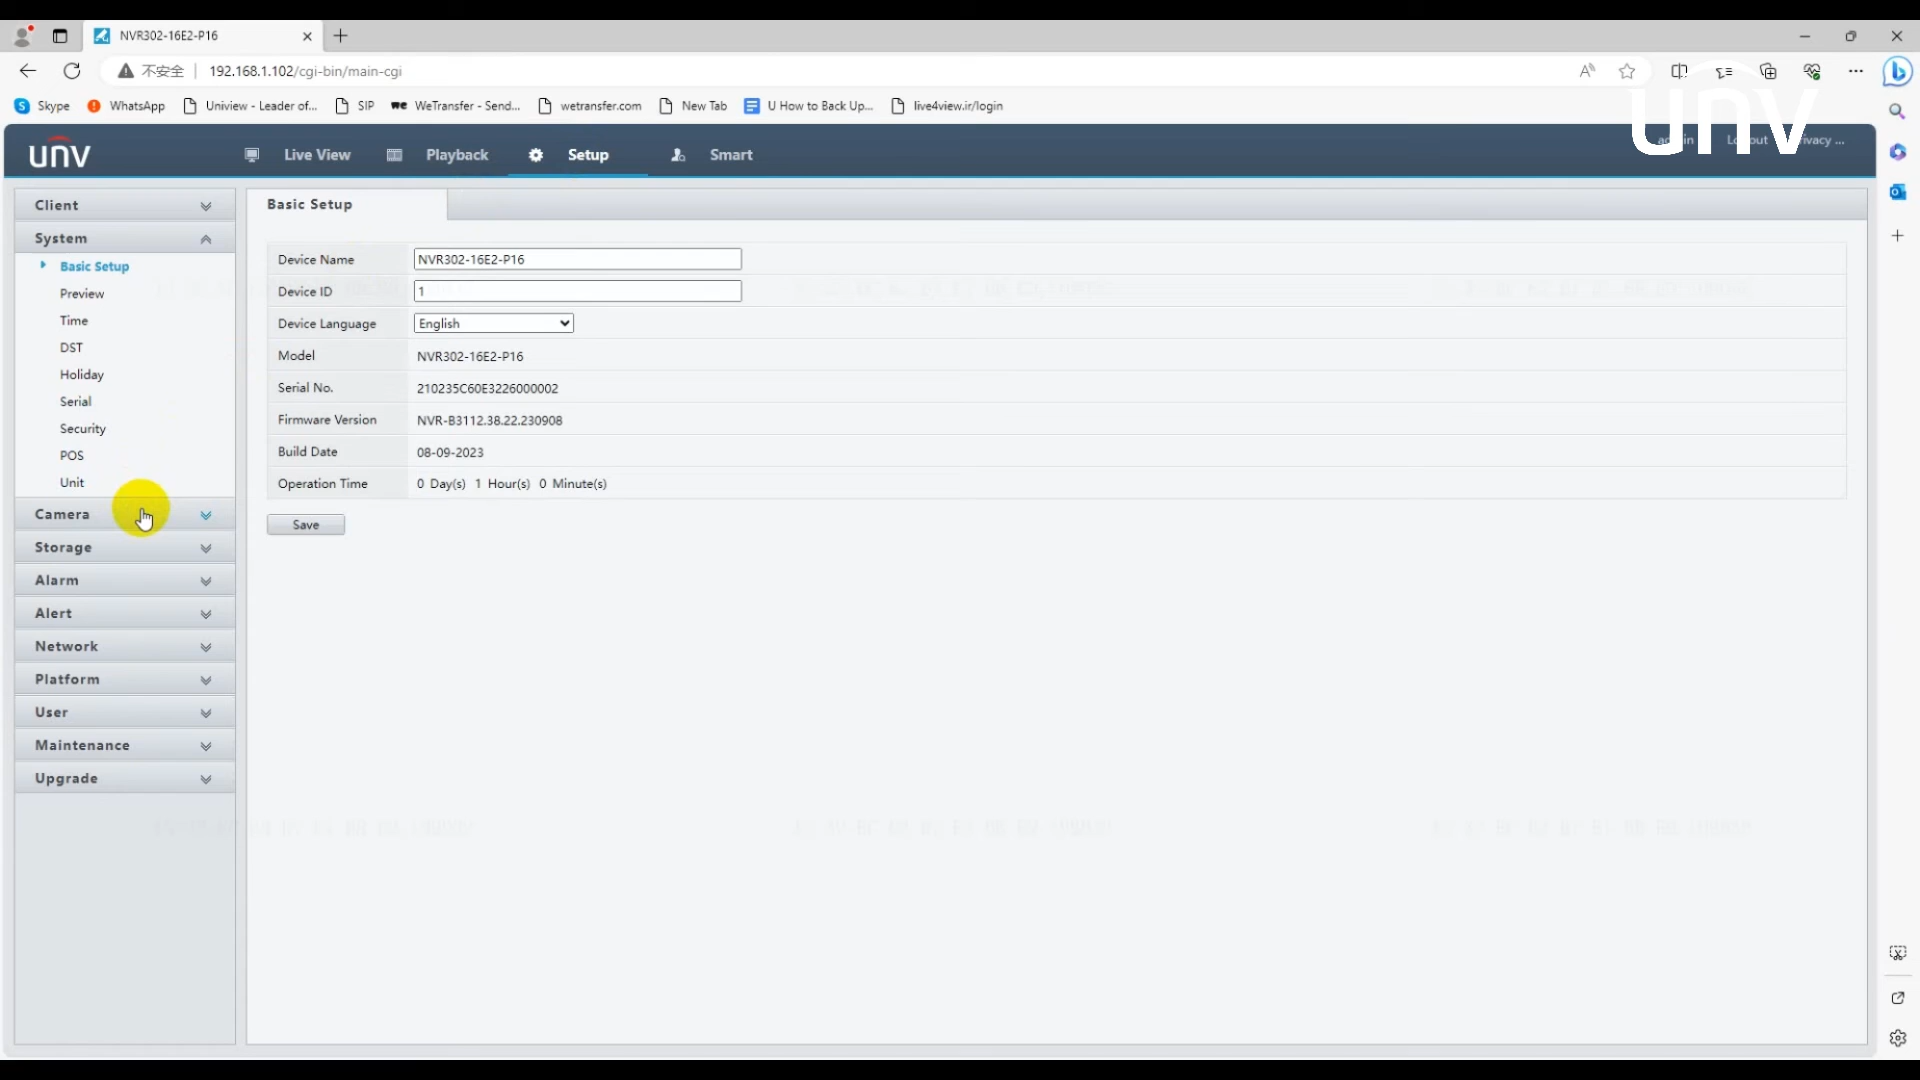 NVR302-16E2-P16
不安全 192.168.1.102/cgi-bin/main-cgi
Skype WhatsApp Uniview - Leader of... SIP WeTransfer - Send... wetransfer.com New Tab U How to Back Up... live4view.ir/login
unv Live View Playback Setup Smart
unv
Client
System
Basic Setup
Preview
Time
DST
Holiday
Serial
Security
POS
Unit
Camera
Storage
Alarm
Alert
Network
Platform
User
Maintenance
Upgrade
Basic Setup
Device Name NVR302-16E2-P16
Device ID 1
Device Language English
Model NVR302-16E2-P16
Serial No. 210235C60E3226000002
Firmware Version NVR-B3112.38.22.230908
Build Date 08-09-2023
Operation Time 0 Day(s) 1 Hour(s) 0 Minute(s)
Save